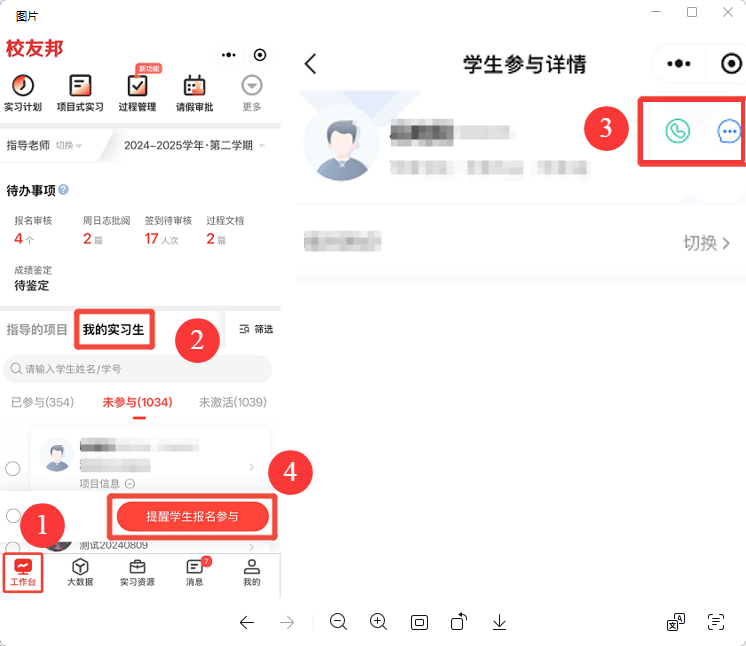 图片
校友邦
新功能
实习计划 项目式实习 过程管理 请假审批 更多
指导老师 切换 2024-2025学年·第二学期
待办事项
报名审核 周日志批阅 签到待审核 过程文档
4个 2篇 17人次 2篇
成绩鉴定
待鉴定
指导的项目 我的实习生 2 筛选
请输入学生姓名/学号
已参与(354) 未参与(1034) 未激活(1039)
项目信息
4
1
提醒学生报名参与
测试20240809
7
工作台 大数据 实习资源 消息 我的
学生参与详情
3
切换